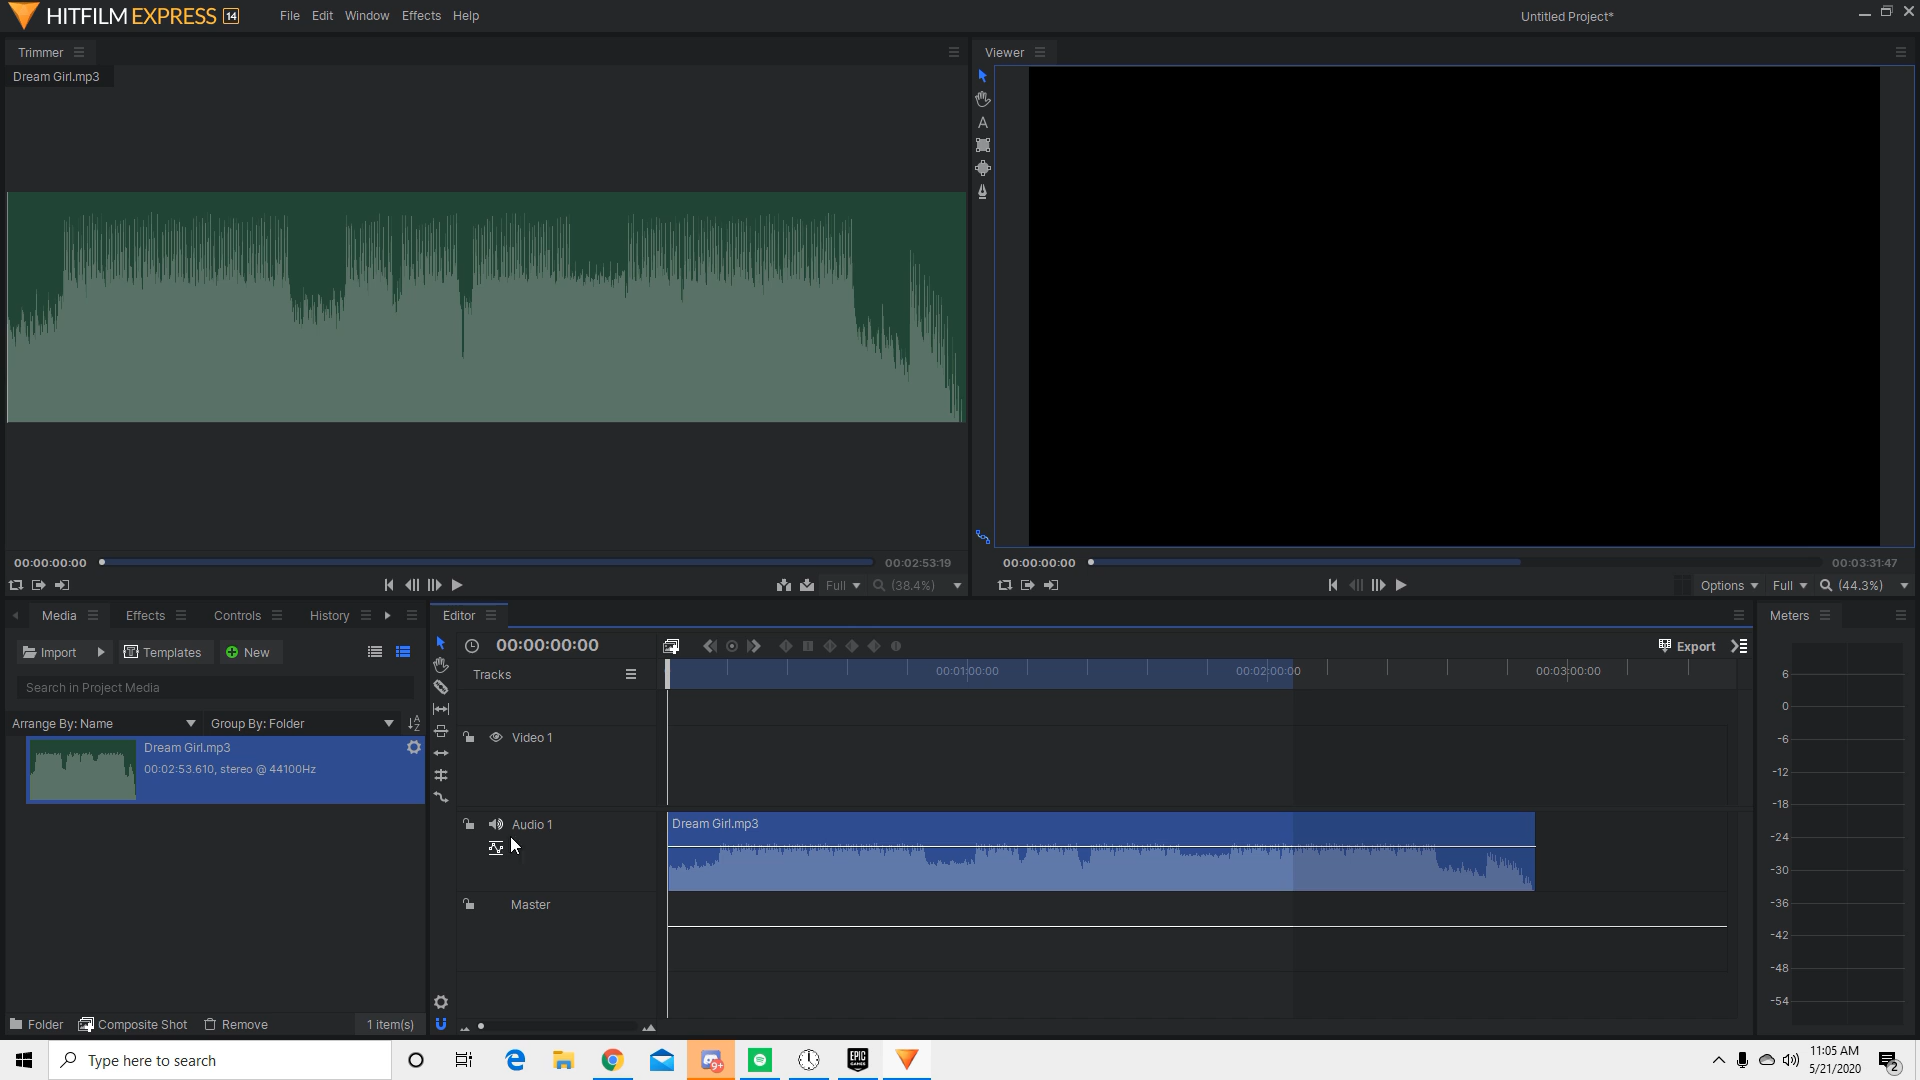 HITFILM EXPRESS 14
File Edit Window Effects Help
Untitled Project*
Trimmer
Viewer
Dream Girl.mp3
A
00:00:00:00
00:02:53:19
00:00:00:00
00:03:31:47
Full
(38.4%)
Options
Full
(44.3%)
Media
Effects
Controls
History
Editor
Meters
Import
Templates
New
00:00:00:00
Export
Search in Project Media
Tracks
00:01:00:00
00:02:00:00
00:03:00:00
Arrange By: Name
Group By: Folder
Dream Girl.mp3
00:02:53.610, stereo @ 44100Hz
Video 1
Audio 1
Dream Girl.mp3
Master
6
0
-6
-12
-18
-24
-30
-36
-42
-48
-54
Folder
Composite Shot
Remove
1 item(s)
Type here to search
9+
EPIC
GAMES
11:05 AM
5/21/2020
2